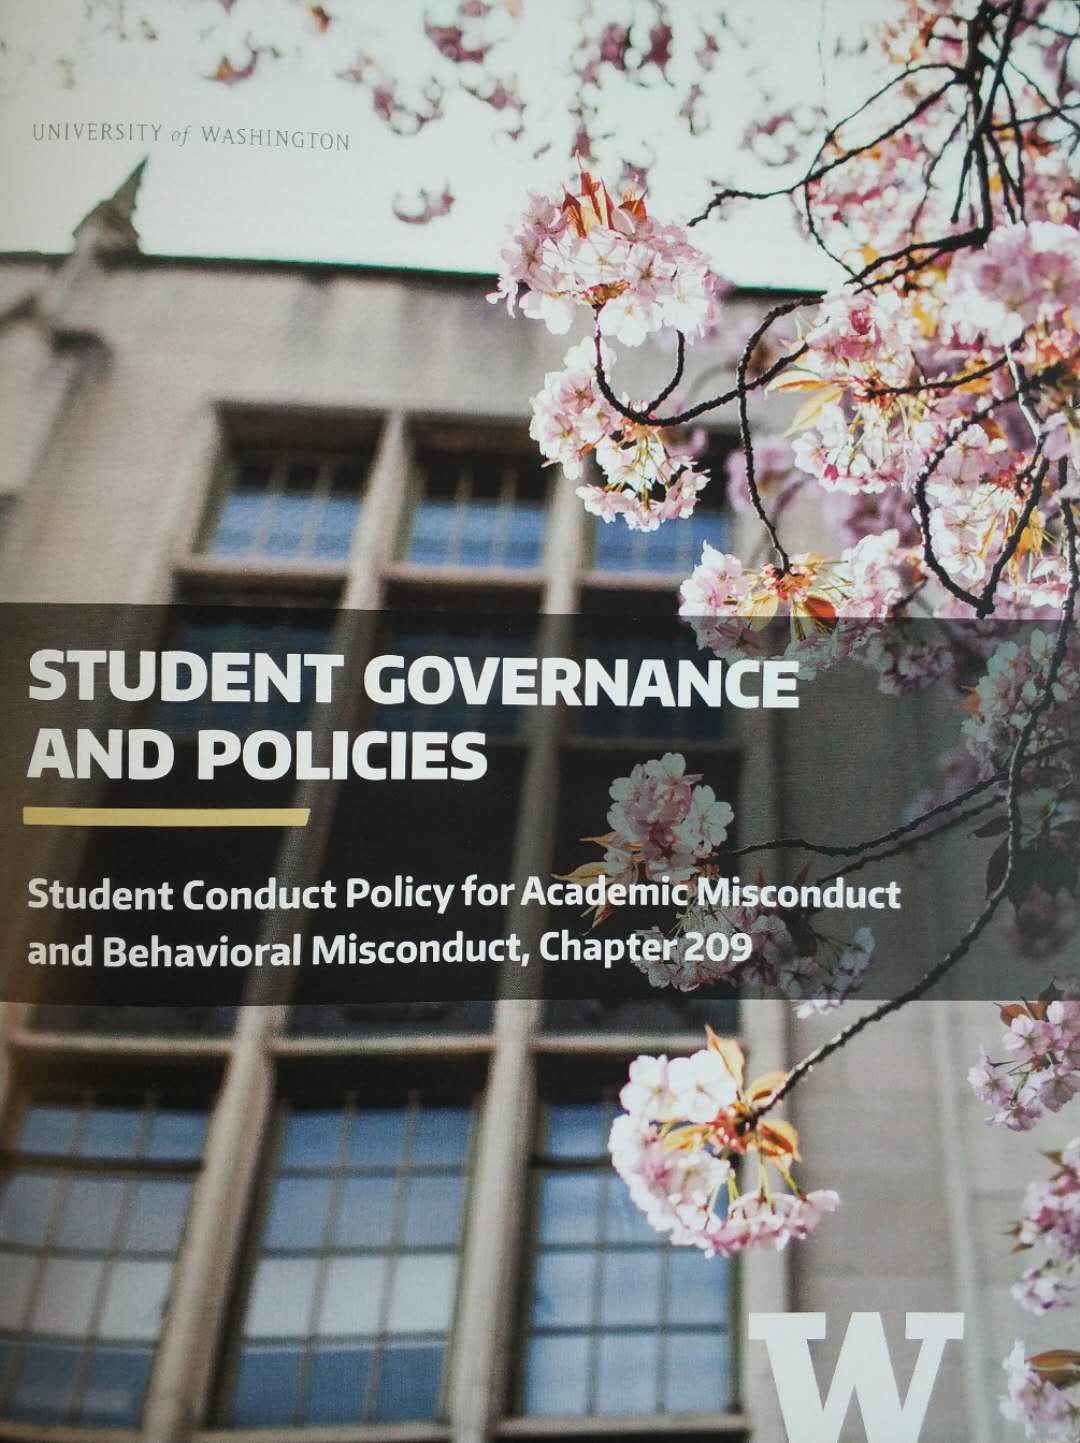 UNIVERSITY of WASHINGTON
STUDENT GOVERNANCE
AND POLICIES
Student Conduct Policy for Academic Misconduct
and Behavioral Misconduct, Chapter 209
W